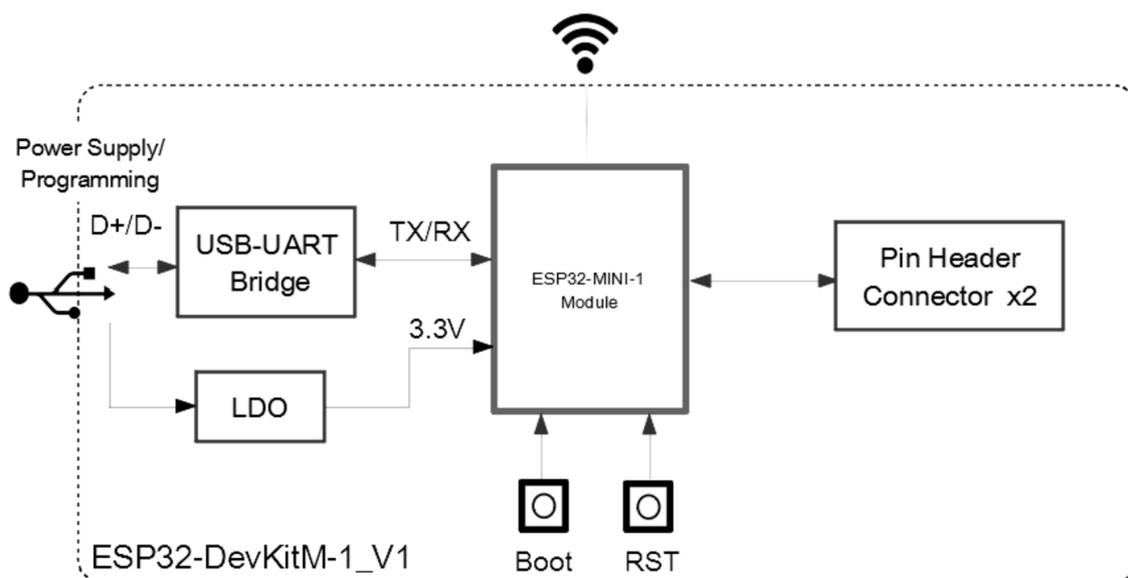 Power Supply/
Programming
D+/D-
USB-UART
Bridge
TX/RX
ESP32-MINI-1
Module
Pin Header
Connector x2
3.3V
LDO
Boot
RST
ESP32-DevKitM-1_V1